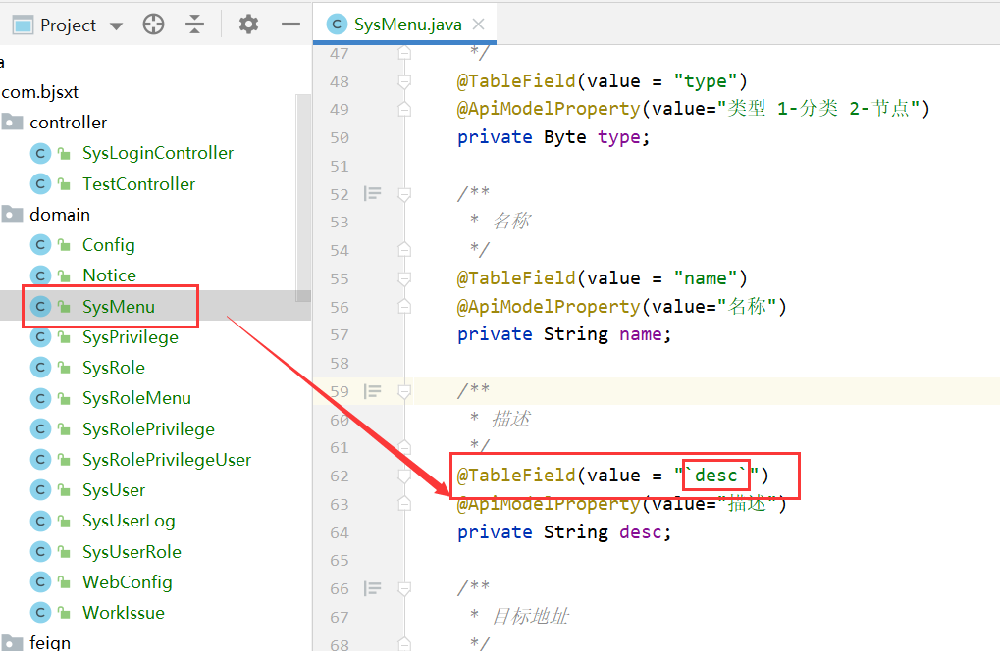 Project
a
com.bjsxt
controller
SysLoginController
TestController
domain
Config
Notice
SysMenu
SysPrivilege
SysRole
SysRoleMenu
SysRolePrivilege
SysRolePrivilegeUser
SysUser
SysUserLog
SysUserRole
WebConfig
WorkIssue
feign
SysMenu.java
47 */
48 @TableField(value = "type")
49 @ApiModelProperty(value="类型 1-分类 2-节点")
50 private Byte type;
51
52 /**
53 * 名称
54 */
55 @TableField(value = "name")
56 @ApiModelProperty(value="名称")
57 private String name;
58
59 /**
60 * 描述
61 */
62 @TableField(value = "`desc`")
63 @ApiModelProperty(value="描述")
64 private String desc;
65
66 /**
67 * 目标地址
68 */